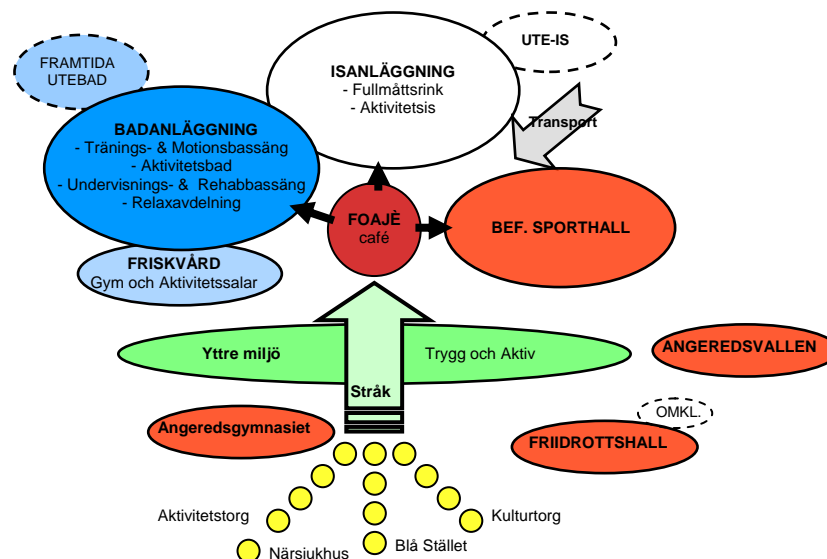 UTE-IS
FRAMTIDA
UTEBAD
ISANLÄGGNING
- Fullmåttsrink
- Aktivitetsis
Transport
BADANLÄGGNING
- Tränings- & Motionsbassäng
- Aktivitetsbad
- Undervisnings- & Rehabbassäng
- Relaxavdelning
FOAJÈ
café
BEF. SPORTHALL
FRISKVÅRD
Gym och Aktivitetssalar
Yttre miljö
Trygg och Aktiv
ANGEREDSVALLEN
Stråk
OMKL.
Angeredsgymnasiet
FRIIDROTTSHALL
Aktivitetstorg
Kulturtorg
Närsjukhus
Blå Stället